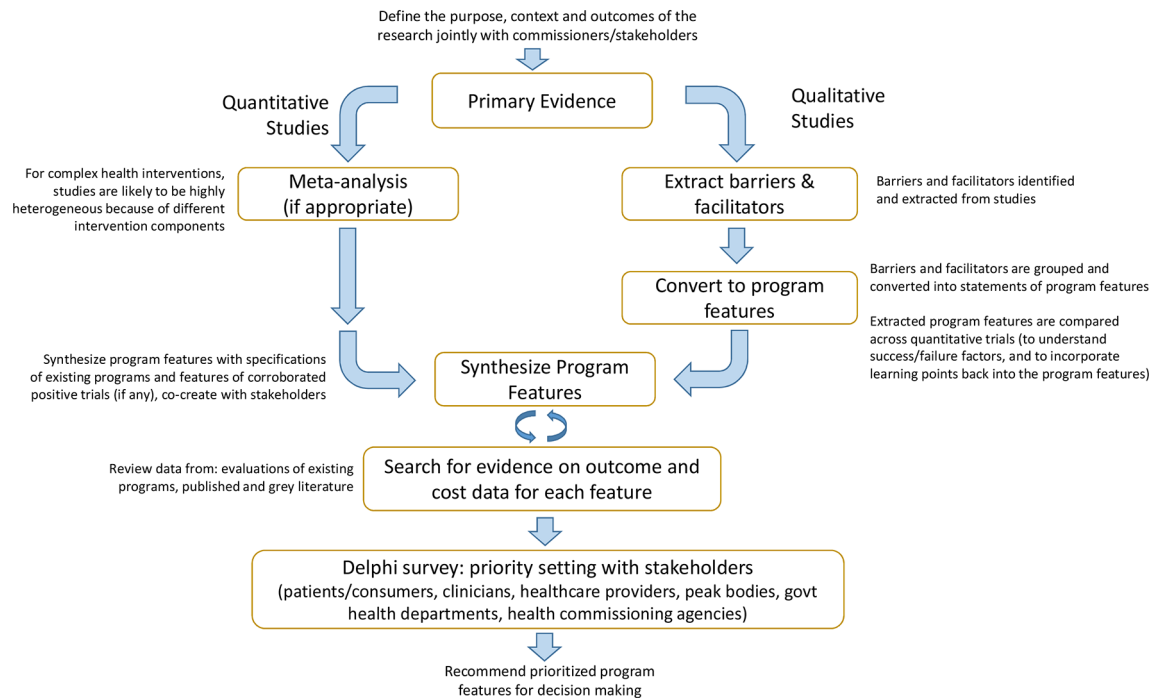 Define the purpose, context and outcomes of the
research jointly with commissioners/stakeholders
Primary Evidence
Quantitative
Studies
Qualitative
Studies
For complex health interventions,
studies are likely to be highly
heterogeneous because of different
intervention components
Meta-analysis
(if appropriate)
Extract barriers &
facilitators
Barriers and facilitators identified
and extracted from studies
Convert to program
features
Barriers and facilitators are grouped and
converted into statements of program features
Extracted program features are compared
across quantitative trials (to understand
success/failure factors, and to incorporate
learning points back into the program features)
Synthesize program features with specifications
of existing programs and features of corroborated
positive trials (if any), co-create with stakeholders
Synthesize Program
Features
Review data from: evaluations of existing
programs, published and grey literature
Search for evidence on outcome and
cost data for each feature
Delphi survey: priority setting with stakeholders
(patients/consumers, clinicians, healthcare providers, peak bodies, govt
health departments, health commissioning agencies)
Recommend prioritized program
features for decision making